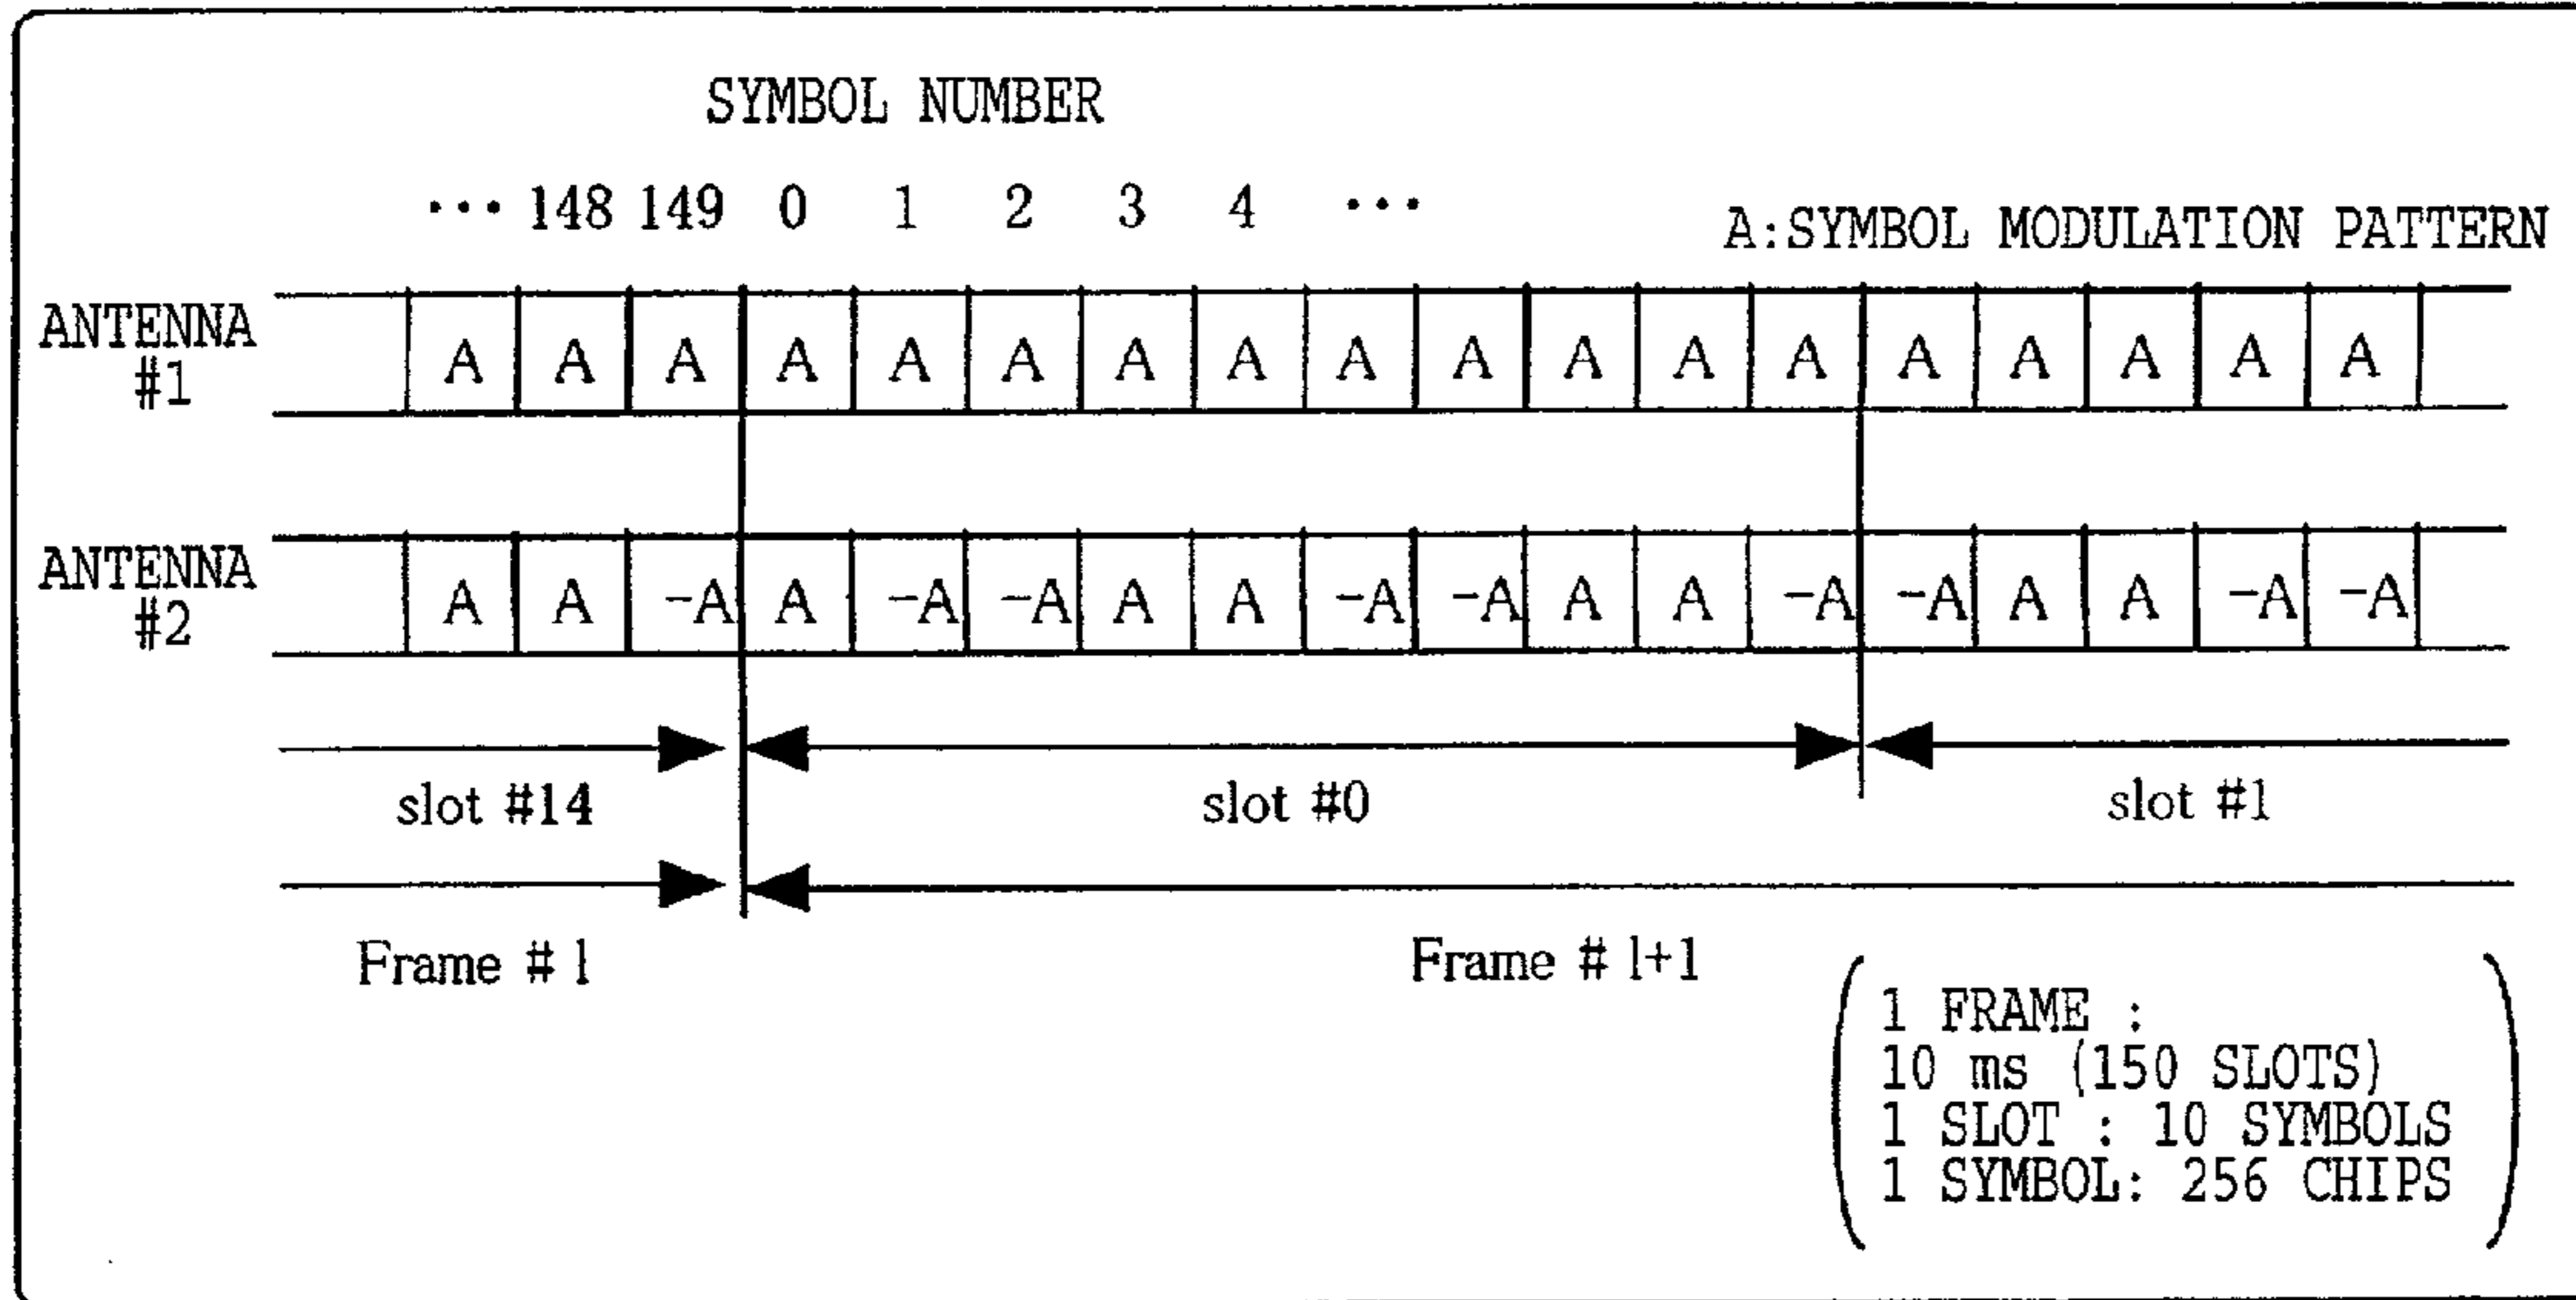 SYMBOL NUMBER
··· 148 149 0 1 2 3 4 ···
A:SYMBOL MODULATION PATTERN
ANTENNA #1
A A A A A A A A A A A A A A A A A A
ANTENNA #2
A A -A A -A -A A A -A -A A A -A -A A A -A -A
slot #14 slot #0 slot #1
Frame # l Frame # l+1
1 FRAME :
10 ms (150 SLOTS)
1 SLOT : 10 SYMBOLS
1 SYMBOL: 256 CHIPS